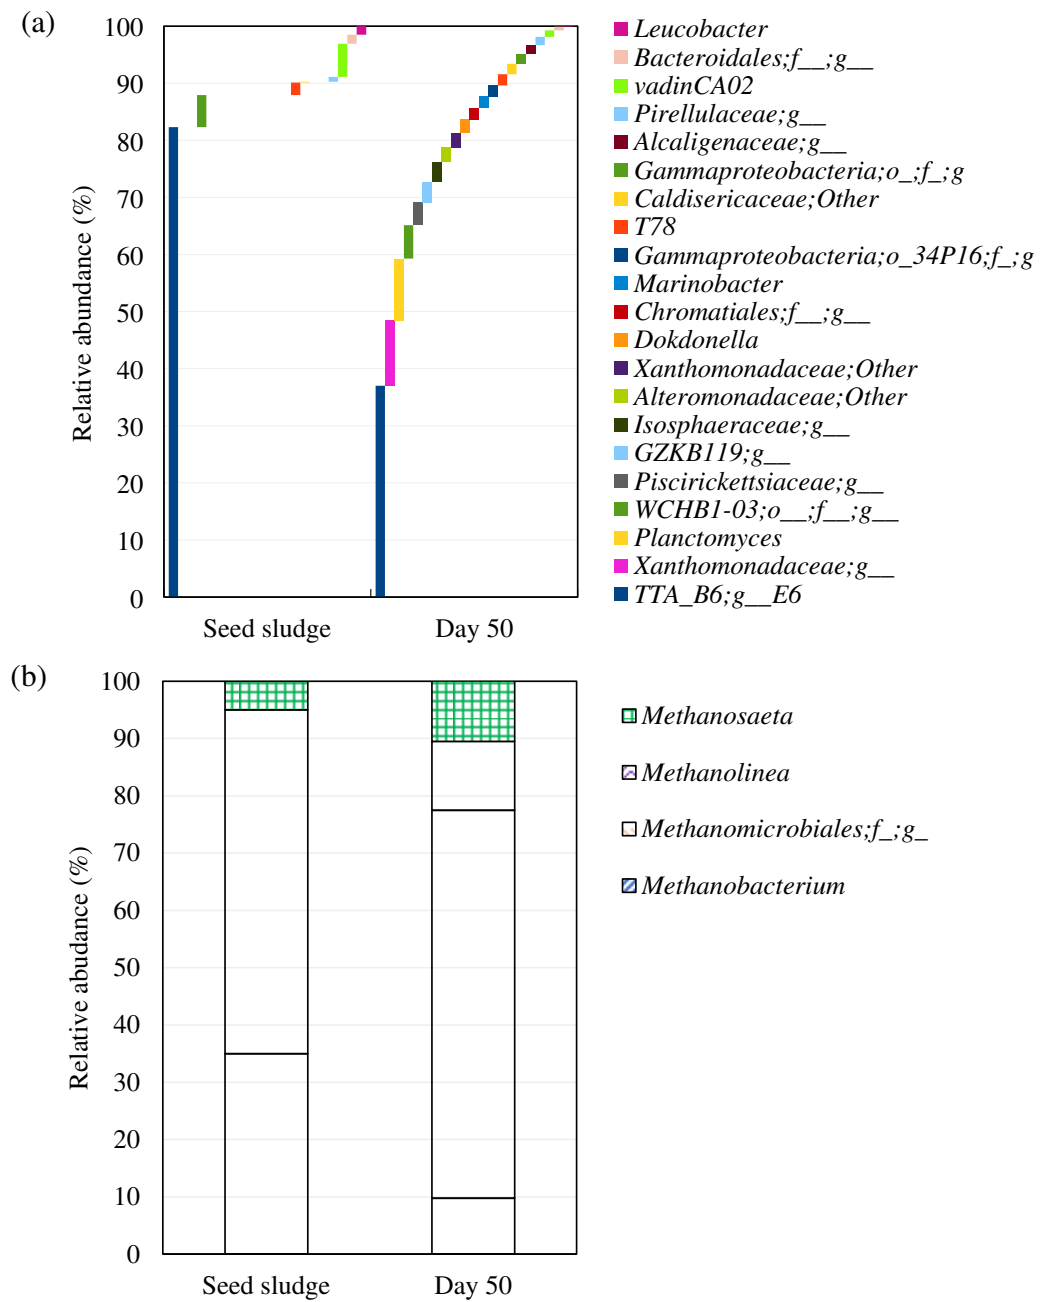 (a)
Relative abundance (%)
100
90
80
70
60
50
40
30
20
10
0
Seed sludge
Day 50
Leucobacter
Bacteroidales;f__;g__
vadinCA02
Pirellulaceae;g__
Alcaligenaceae;g__
Gammaproteobacteria;o_;f_;g
Caldisericaceae;Other
T78
Gammaproteobacteria;o_34P16;f_;g
Marinobacter
Chromatiales;f__;g__
Dokdonella
Xanthomonadaceae;Other
Alteromonadaceae;Other
Isosphaeraceae;g__
GZKB119;g__
Piscirickettsiaceae;g__
WCHB1-03;o__;f__;g__
Planctomyces
Xanthomonadaceae;g__
TTA_B6;g__E6
(b)
Relative abudance (%)
100
90
80
70
60
50
40
30
20
10
0
Seed sludge
Day 50
Methanosaeta
Methanolinea
Methanomicrobiales;f_;g_
Methanobacterium